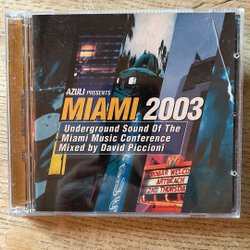 AZULI PRESENTS
MIAMI 2003
Underground Sound Of The
Miami Music Conference
Mixed by David Piccioni